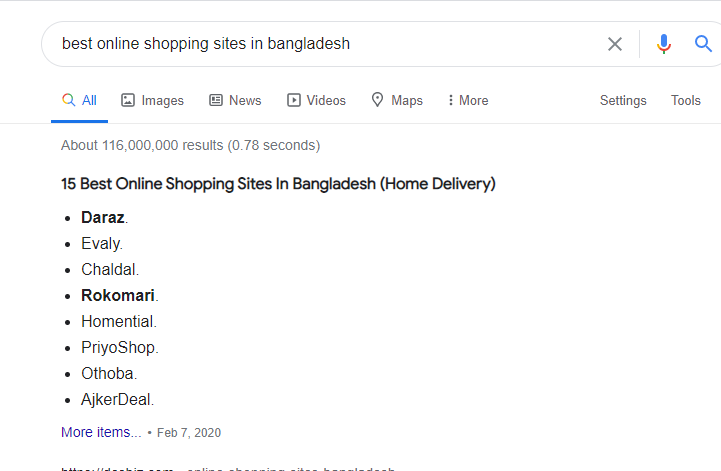 best online shopping sites in bangladesh
All Images News Videos Maps More Settings Tools
About 116,000,000 results (0.78 seconds)
15 Best Online Shopping Sites In Bangladesh (Home Delivery)
• Daraz.
• Evaly.
• Chaldal.
• Rokomari.
• Homential.
• PriyoShop.
• Othoba.
• AjkerDeal.
More items... • Feb 7, 2020